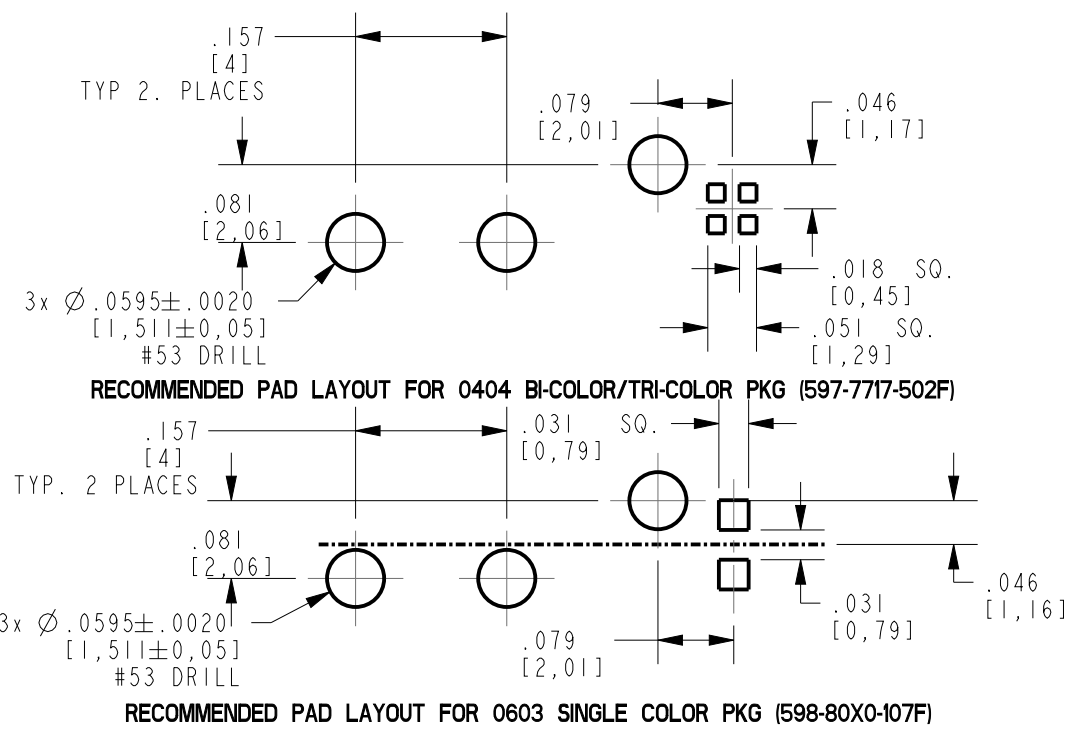 .157
[4]
TYP 2. PLACES
.079
[2,01]
.046
[1,17]
.081
[2,06]
3x Ø.0595±.0020
[1,511±0,05]
#53 DRILL
.018 SQ.
[0,45]
.051 SQ.
[1,29]
RECOMMENDED PAD LAYOUT FOR 0404 BI-COLOR/TRI-COLOR PKG (597-7717-502F)
.157
[4]
TYP. 2 PLACES
.031 SQ.
[0,79]
.081
[2,06]
3x Ø.0595±.0020
[1,511±0,05]
#53 DRILL
.079
[2,01]
.031
[0,79]
.046
[1,16]
RECOMMENDED PAD LAYOUT FOR 0603 SINGLE COLOR PKG (598-80X0-107F)